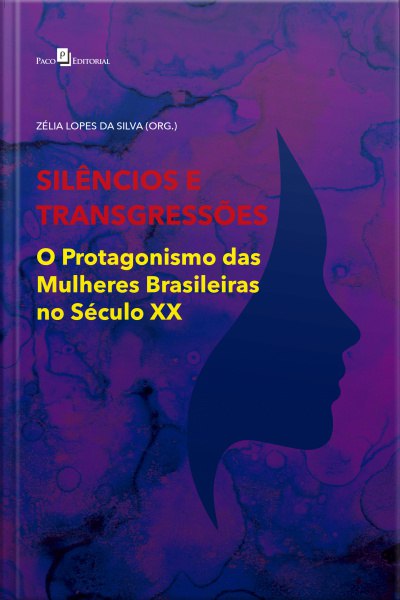 PACO EDITORIAL
ZÉLIA LOPES DA SILVA (ORG.)
SILÊNCIOS E
TRANSGRESSÕES
O Protagonismo das
Mulheres Brasileiras
no Século XX